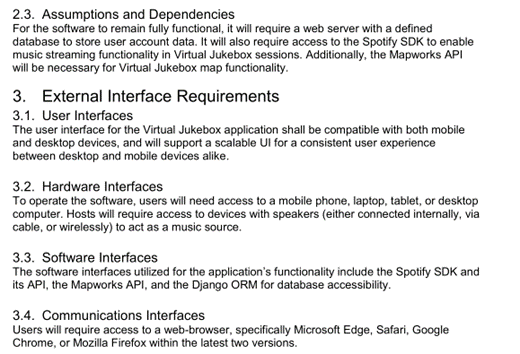 2.3. Assumptions and Dependencies
For the software to remain fully functional, it will require a web server with a defined
database to store user account data. It will also require access to the Spotify SDK to enable
music streaming functionality in Virtual Jukebox sessions. Additionally, the Mapworks API
will be necessary for Virtual Jukebox map functionality.
3. External Interface Requirements
3.1. User Interfaces
The user interface for the Virtual Jukebox application shall be compatible with both mobile
and desktop devices, and will support a scalable UI for a consistent user experience
between desktop and mobile devices alike.
3.2. Hardware Interfaces
To operate the software, users will need access to a mobile phone, laptop, tablet, or desktop
computer. Hosts will require access to devices with speakers (either connected internally, via
cable, or wirelessly) to act as a music source.
3.3. Software Interfaces
The software interfaces utilized for the application's functionality include the Spotify SDK and
its API, the Mapworks API, and the Django ORM for database accessibility.
3.4. Communications Interfaces
Users will require access to a web-browser, specifically Microsoft Edge, Safari, Google
Chrome, or Mozilla Firefox within the latest two versions.